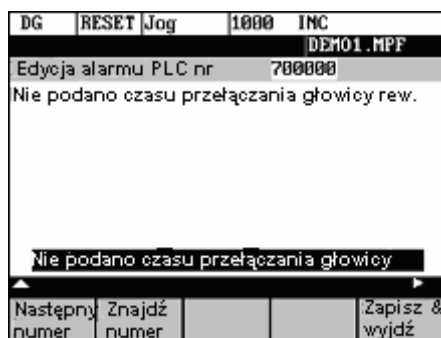 DG RESET Jog 1000 INC
DEMO1.MPF
Edycja alarmu PLC nr 700000
Nie podano czasu przełączania głowicy rew.
Nie podano czasu przełączania głowicy
Następny Znajdź Zapisz &
numer numer wyjdź